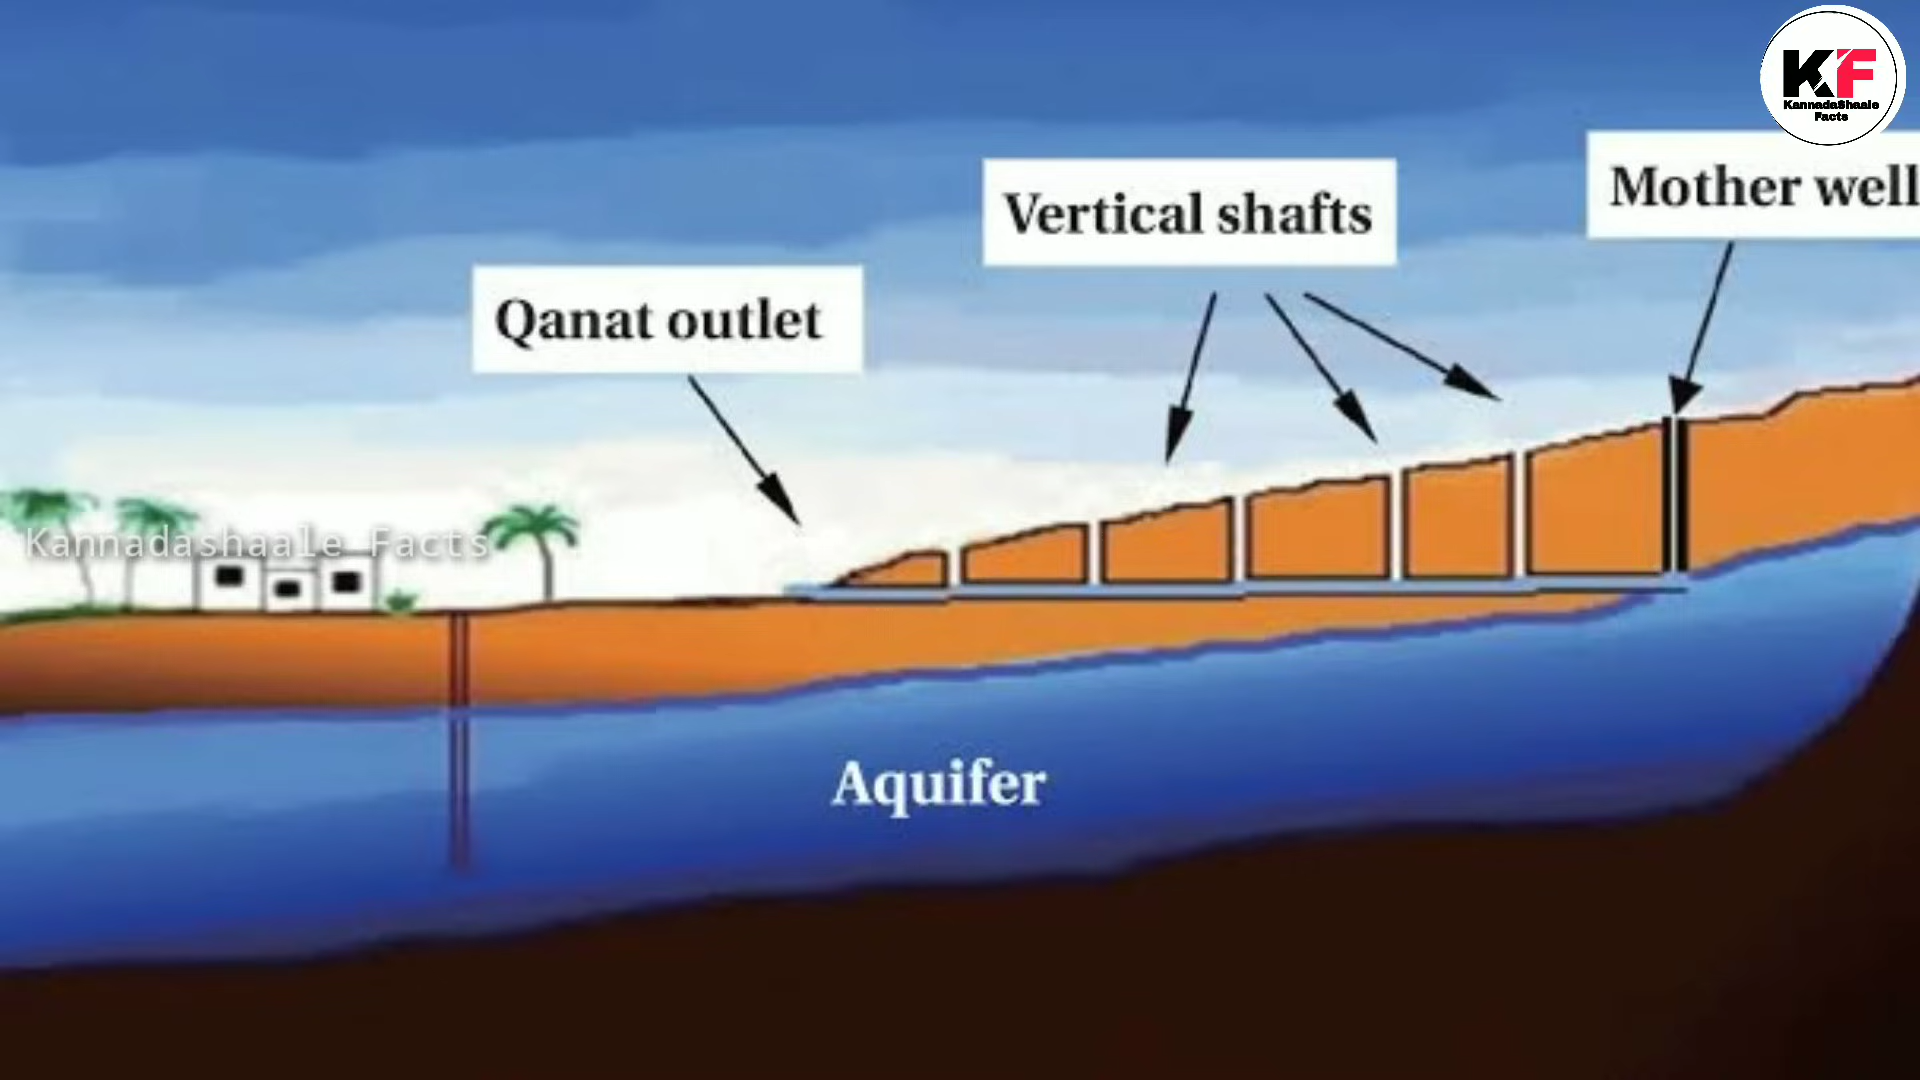 KF
KannadaShaale
Facts
Mother well
Vertical shafts
Qanat outlet
Kannadashaale Facts
Aquifer